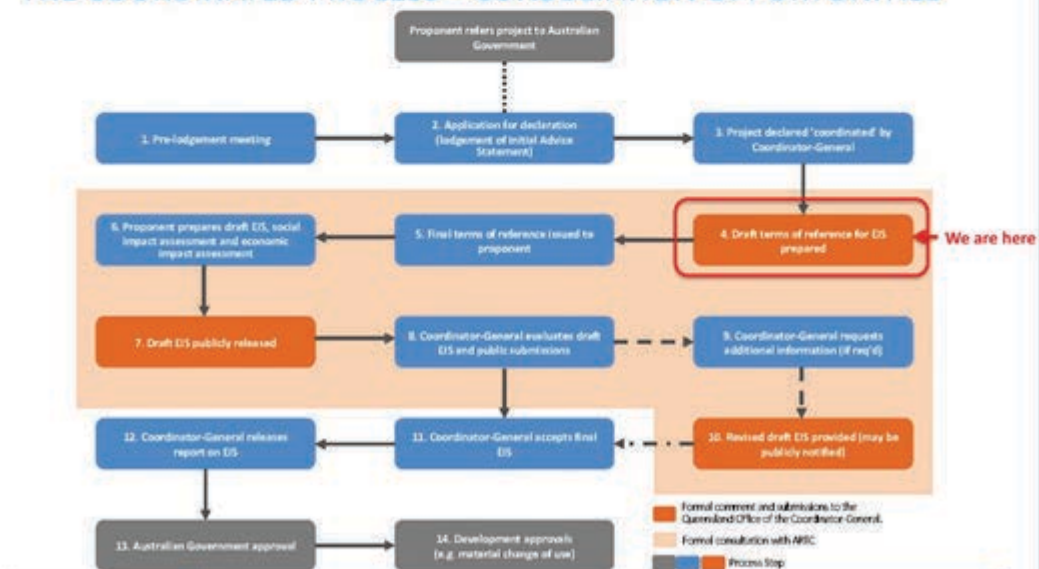 Proponent refers project to Australian
Government
1. Pre-lodgement meeting
2. Application for declaration
(lodgement of Initial Advice
Statement)
3. Project declared 'coordinated' by
Coordinator-General
6. Proponent prepares draft EIS, social
impact assessment and economic
impact assessment
5. Final terms of reference issued to
proponent
4. Draft terms of reference for EIS
prepared
We are here
7. Draft EIS publicly released
8. Coordinator-General evaluates draft
EIS and public submissions
9. Coordinator-General requests
additional information (if req'd)
12. Coordinator-General releases
report on EIS
11. Coordinator-General accepts final
EIS
10. Revised draft EIS provided (may be
publicly notified)
Formal comment and submissions to the
Queensland Office of the Coordinator-General.
Formal consultation with ARTC
13. Australian Government approval
14. Development approvals
(e.g. material change of use)
Process Step